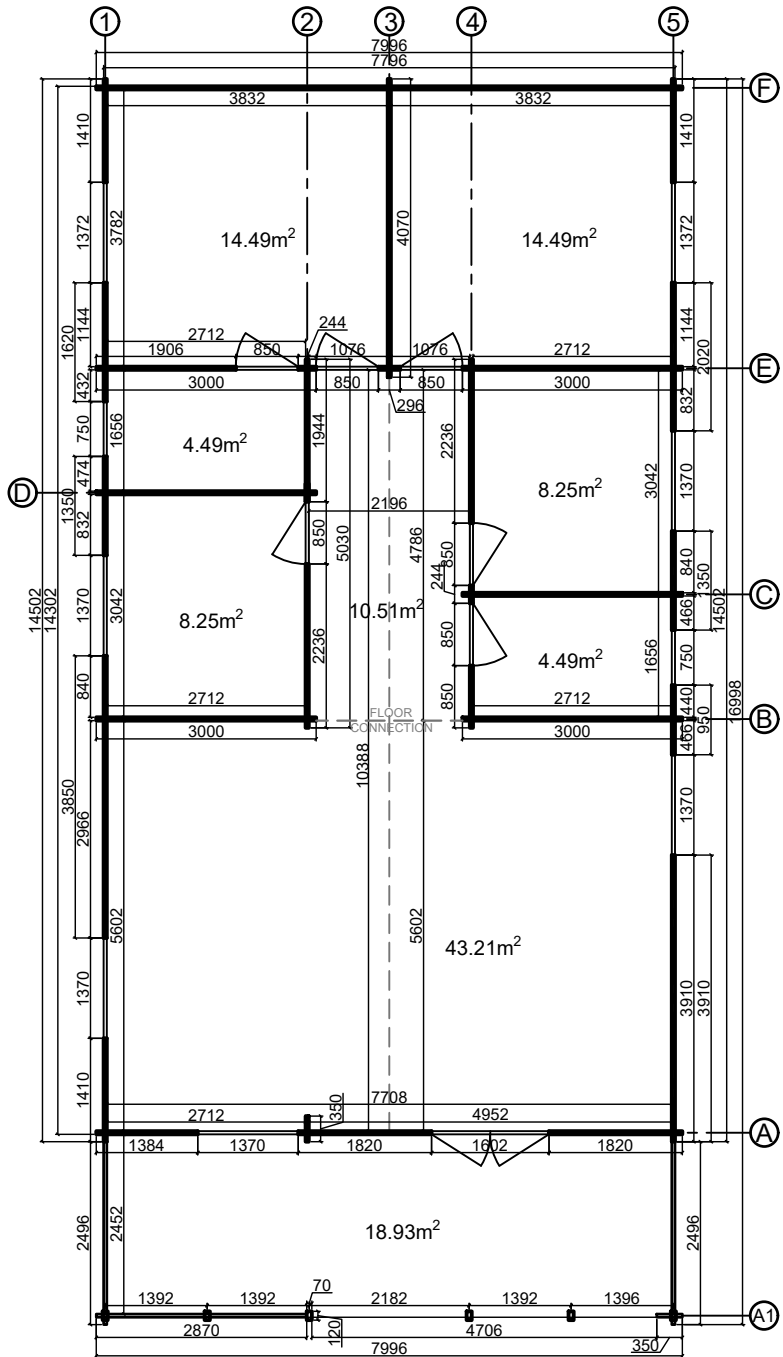 1 2 3 4 5
7996
7796
F
3832 3832
1410 1410
1372 3782 4070 1372
14.49m² 14.49m²
1144 1144
1620 2020
2712 244
1906 850 1076 1076 2712
E
3000 850 850 3000
296
432 832
750 1656 1944 2236
4.49m² 8.25m² 3042
D
474 2196 1370
1350 832 850 5030 4786 850
244 840 1350
C
14502 14302 1370 3042 466 14502 16998
8.25m² 10.51m²
2236 850 4.49m² 1656 750
840 850 440 950
2712 FLOOR 2712
CONNECTION
B
3000 3000
466
3850 2966 10388 1370
5602 5602
43.21m²
1370 3910 3910
1410
7708
2712 350 4952
A
1384 1370 1820 1602 1820
2496 2452 2496
18.93m²
70
1392 1392 2182 1392 1396
A1
2870 120 4706
350
7996